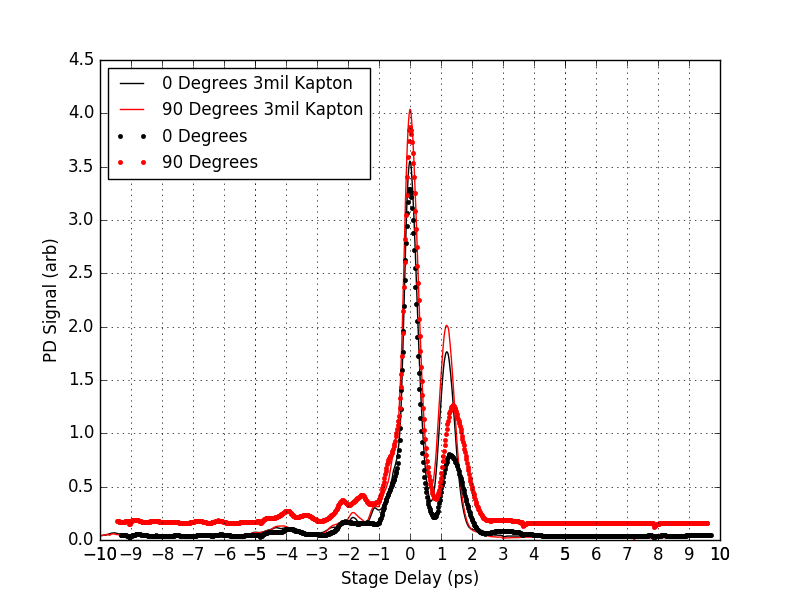 4.5
4.0
3.5
3.0
2.5
2.0
1.5
1.0
0.5
0.0
PD Signal (arb)
0 Degrees 3mil Kapton
90 Degrees 3mil Kapton
0 Degrees
90 Degrees
−10 −9 −8 −7 −6 −5 −4 −3 −2 −1 0 1 2 3 4 5 6 7 8 9 10
Stage Delay (ps)